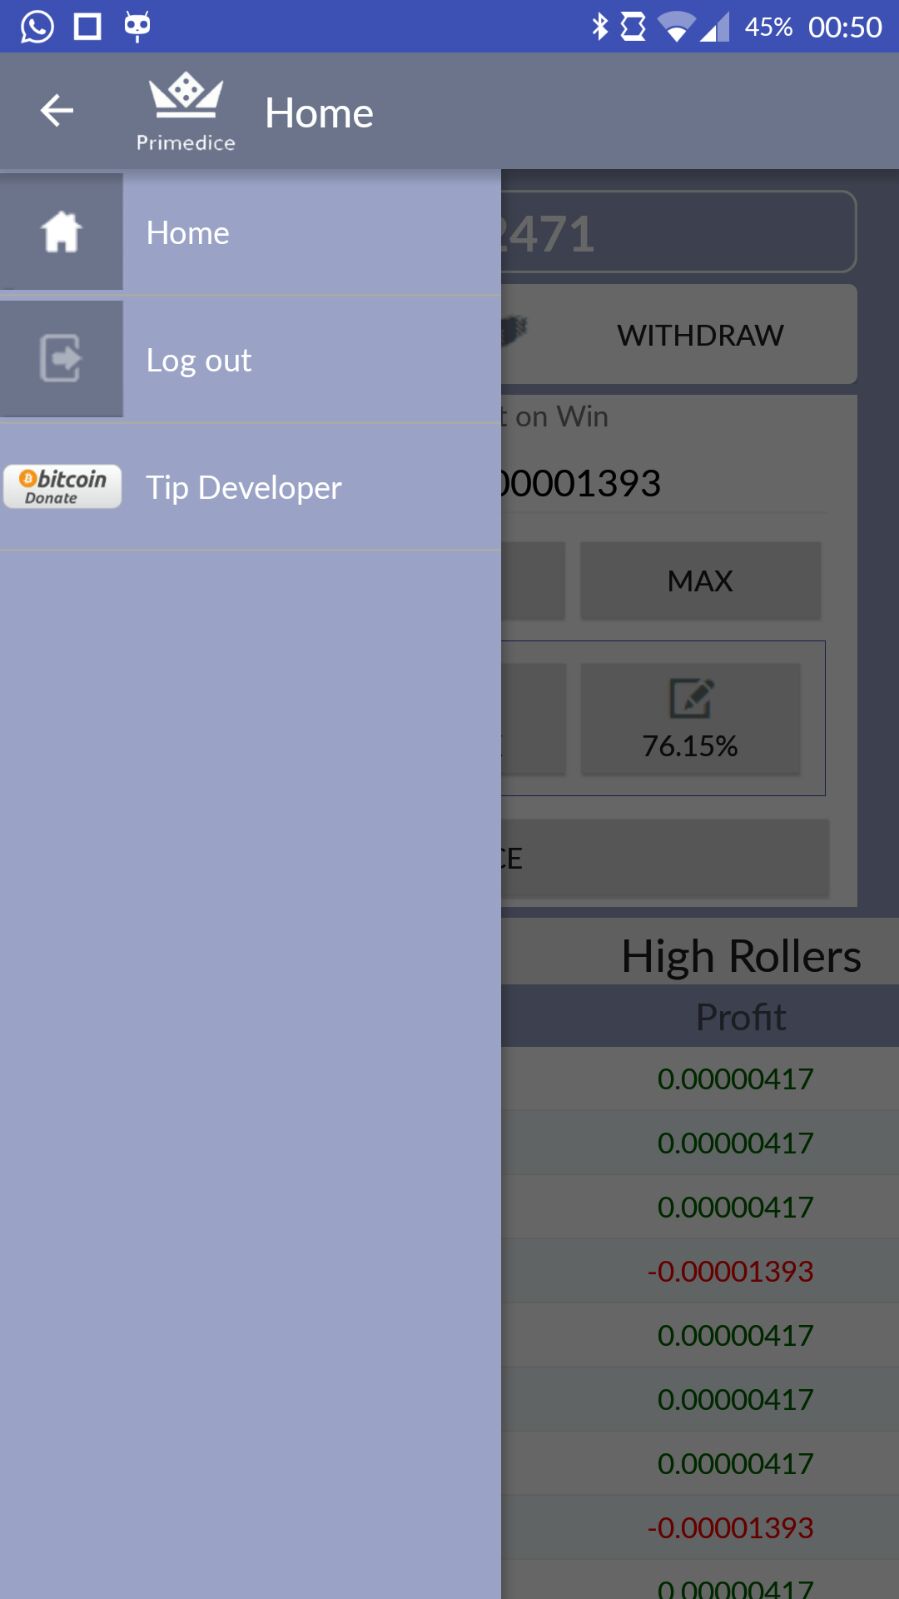 45% 00:50
Primedice
Home
Home
Log out
bitcoin
Donate
Tip Developer
2471
WITHDRAW
t on Win
00001393
MAX
76.15%
CE
High Rollers
Profit
0.00000417
0.00000417
0.00000417
-0.00001393
0.00000417
0.00000417
0.00000417
-0.00001393
0.00000417